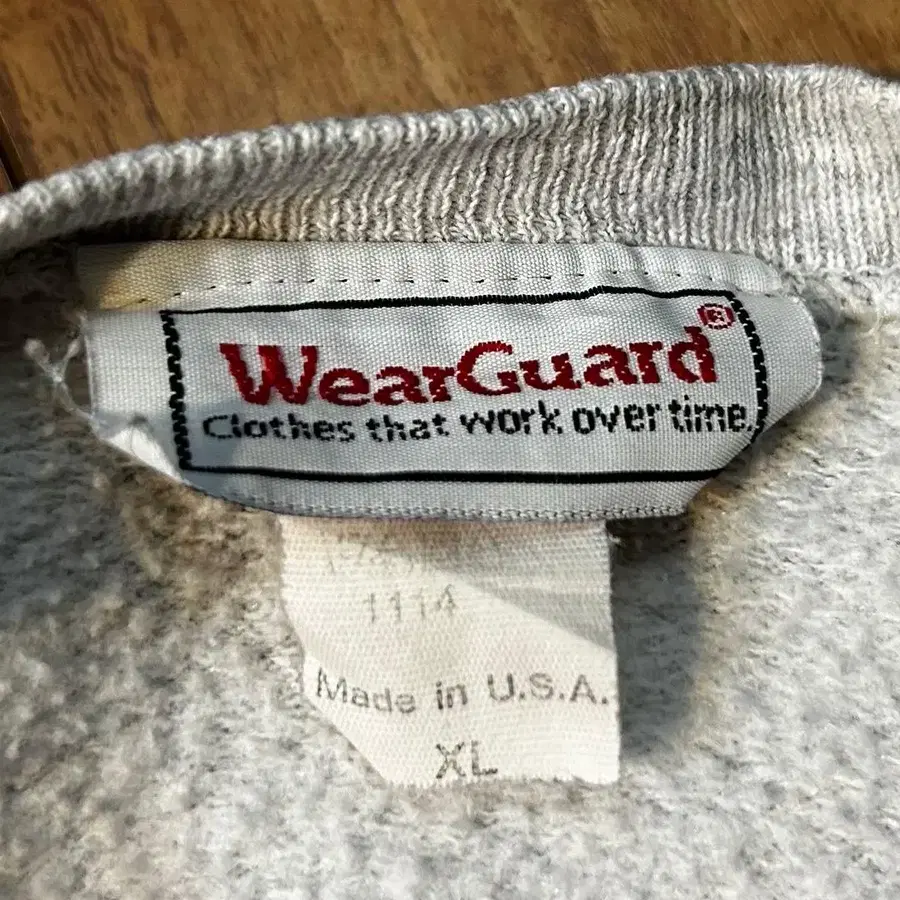 WearGuard®
Clothes that work over time.
1114
Made in U.S.A.
XL